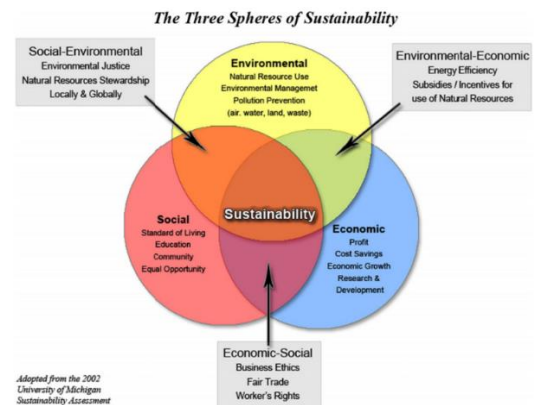 The Three Spheres of Sustainability
Social-Environmental
Environmental Justice
Natural Resources Stewardship
Locally & Globally
Environmental
Natural Resource Use
Environmental Managemet
Pollution Prevention
(air. water, land, waste)
Environmental-Economic
Energy Efficiency
Subsidies / Incentives for
use of Natural Resources
Social
Standard of Living
Education
Community
Equal Opportunity
Sustainability
Economic
Profit
Cost Savings
Economic Growth
Research &
Development
Economic-Social
Business Ethics
Fair Trade
Worker's Rights
Adopted from the 2002
University of Michigan
Sustainability Assessment